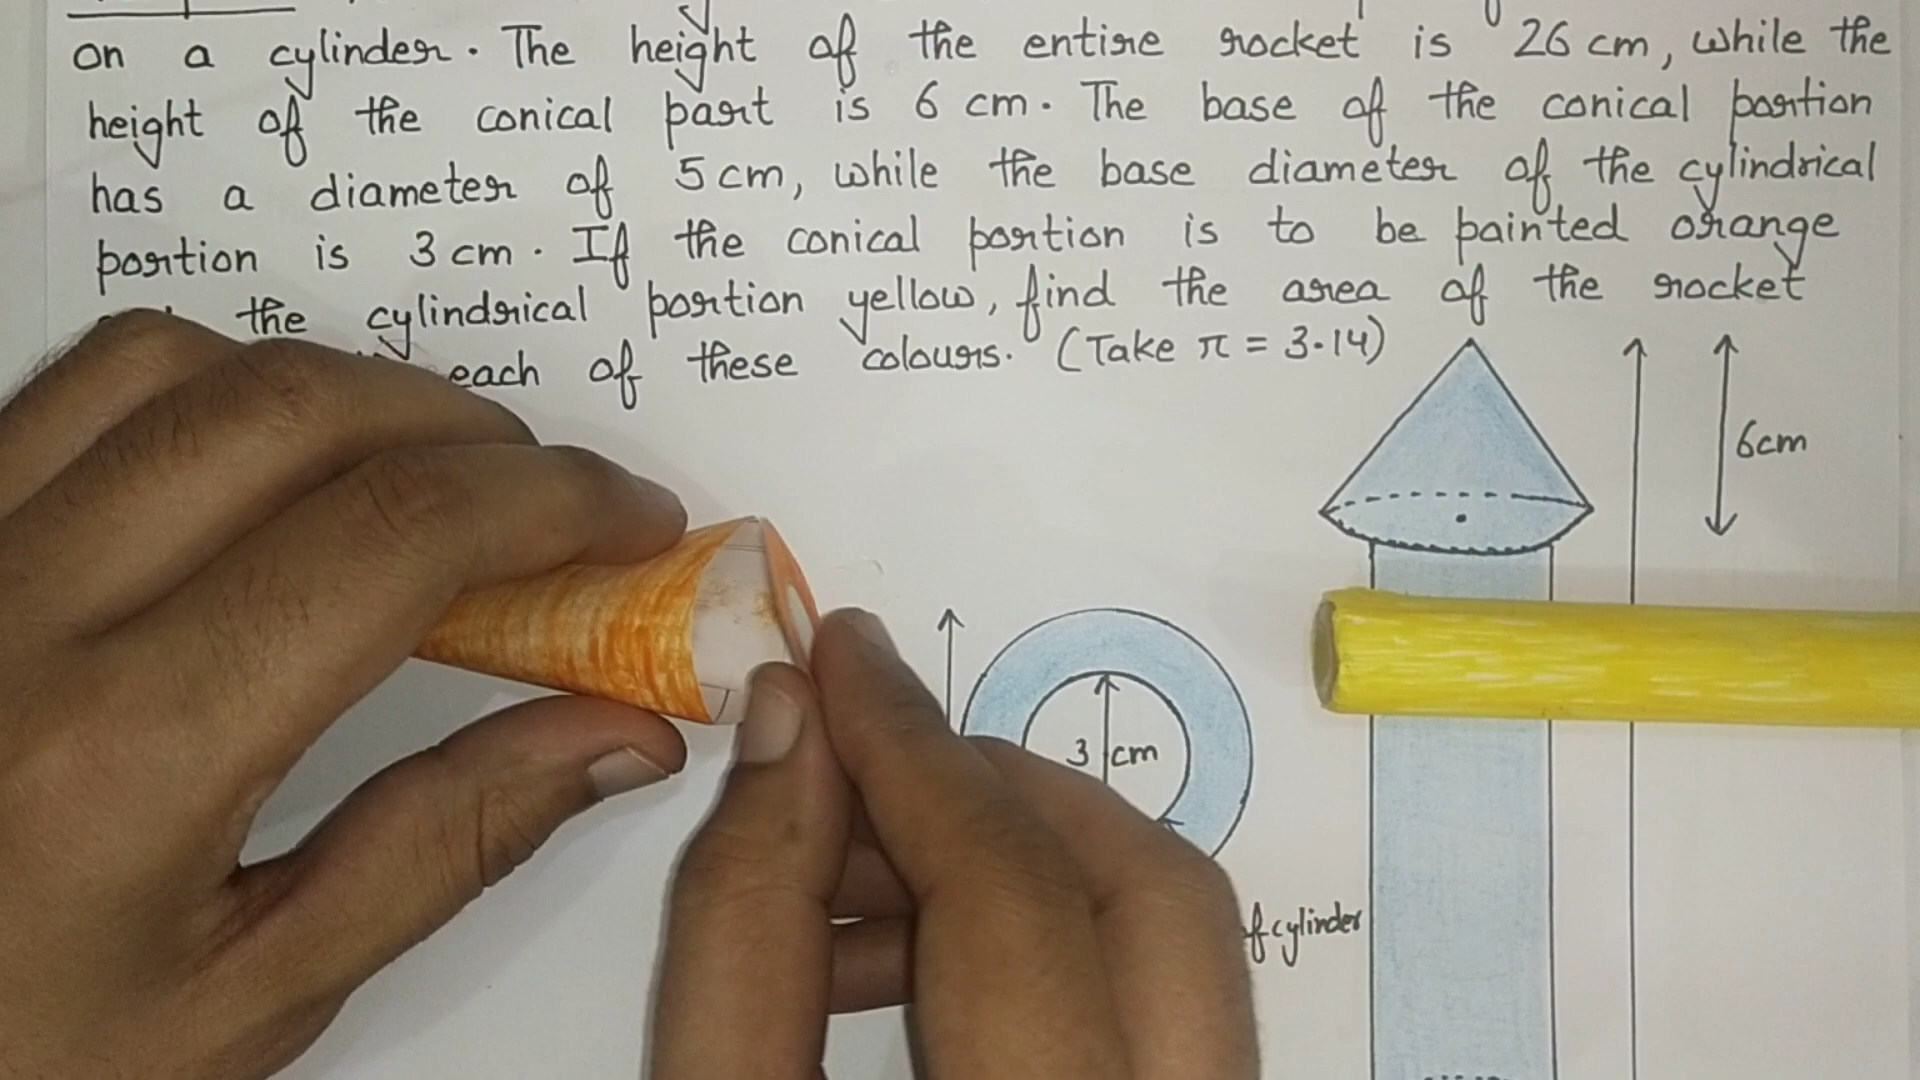 on a cylinder. The height of the entire rocket is 26 cm, while the
height of the conical part is 6 cm. The base of the conical portion
has a diameter of 5 cm, while the base diameter of the cylindrical
portion is 3 cm. If the conical portion is to be painted orange
the cylindrical portion yellow, find the area of the rocket
each of these colours. (Take π = 3.14)
6cm
3 cm
of cylinder